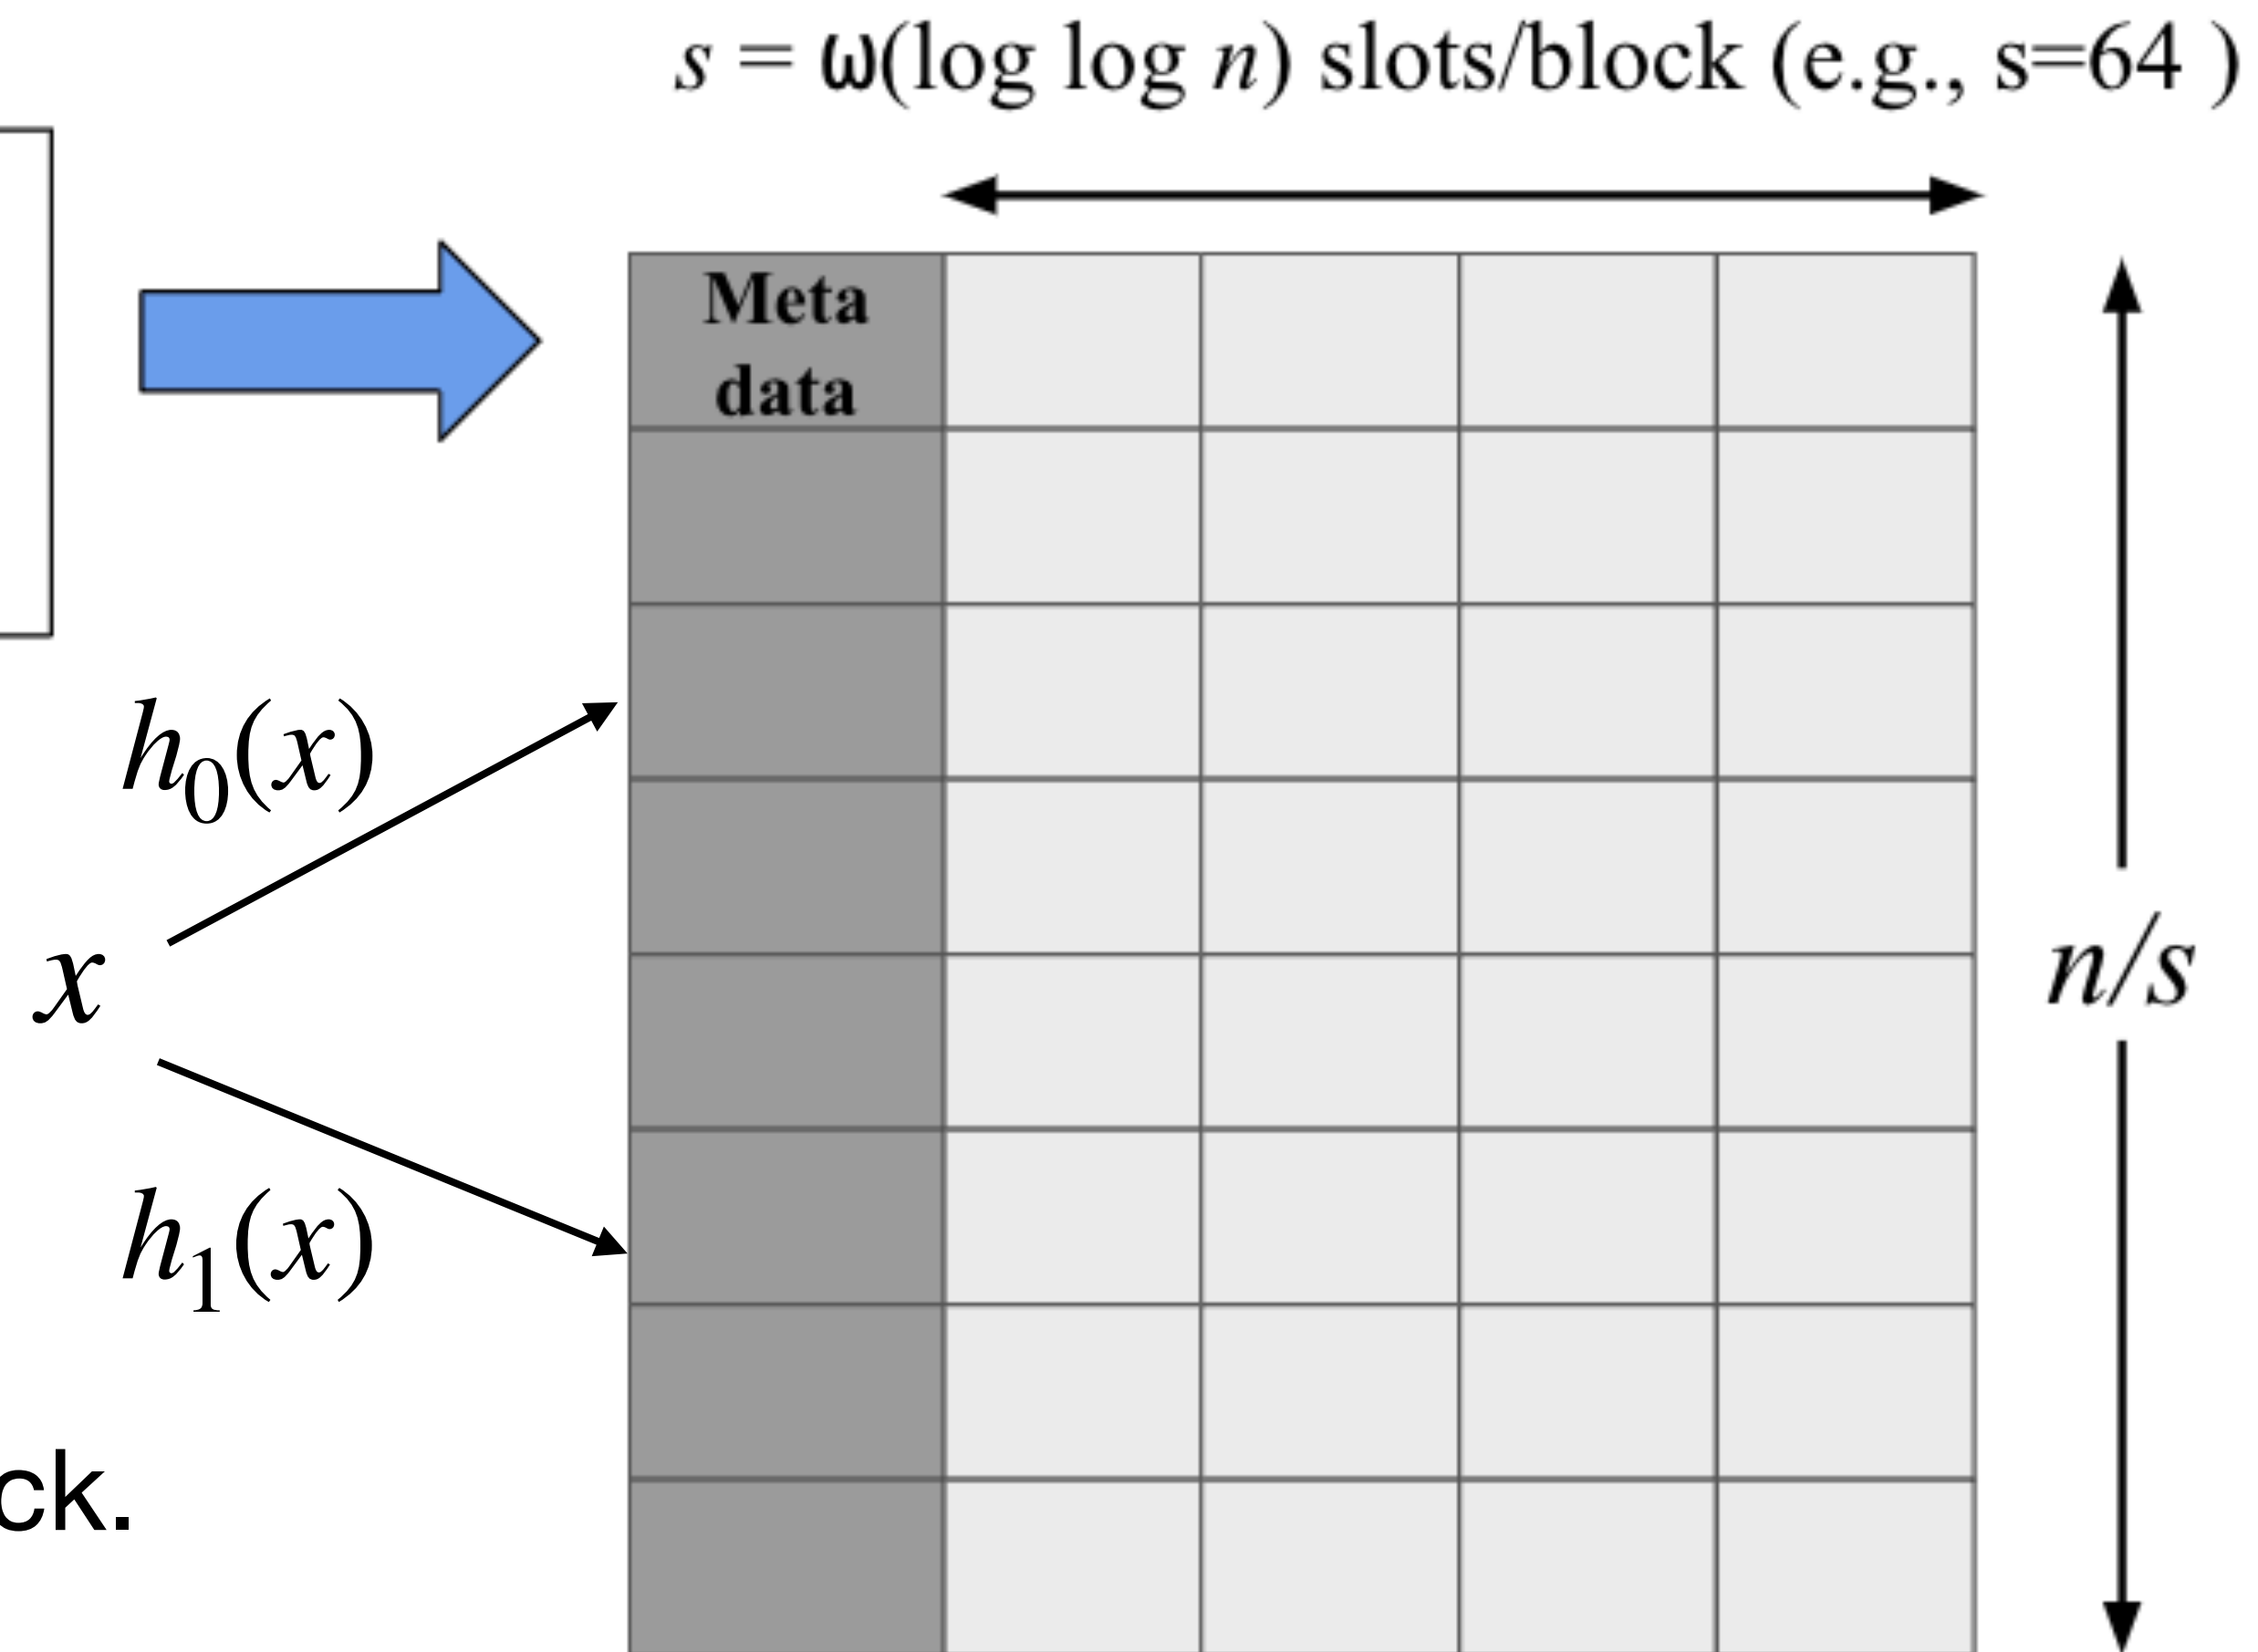 s = ω(log log n) slots/block (e.g., s=64 )
Meta
data
h₀(x)
x
n/s
h₁(x)
ck.